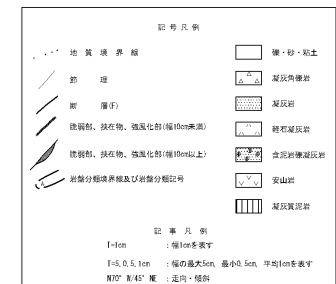 記 号 凡 例
地 質 境 界 線
節 理
断 層(F)
脆弱部、挟在物、強風化部(幅10cm未満)
脆弱部、挟在物、強風化部(幅10cm以上)
岩盤分類境界線及び岩盤分類記号
礫・砂・粘土
凝灰角礫岩
凝灰岩
軽石凝灰岩
含泥岩礫凝灰岩
安山岩
凝灰質泥岩
記 事 凡 例
T=1cm :幅1cmを表す
T=5,0.5,1cm :幅の最大5cm、最小0.5cm、平均1cmを表す
N70° W/45° NE :走向・傾斜